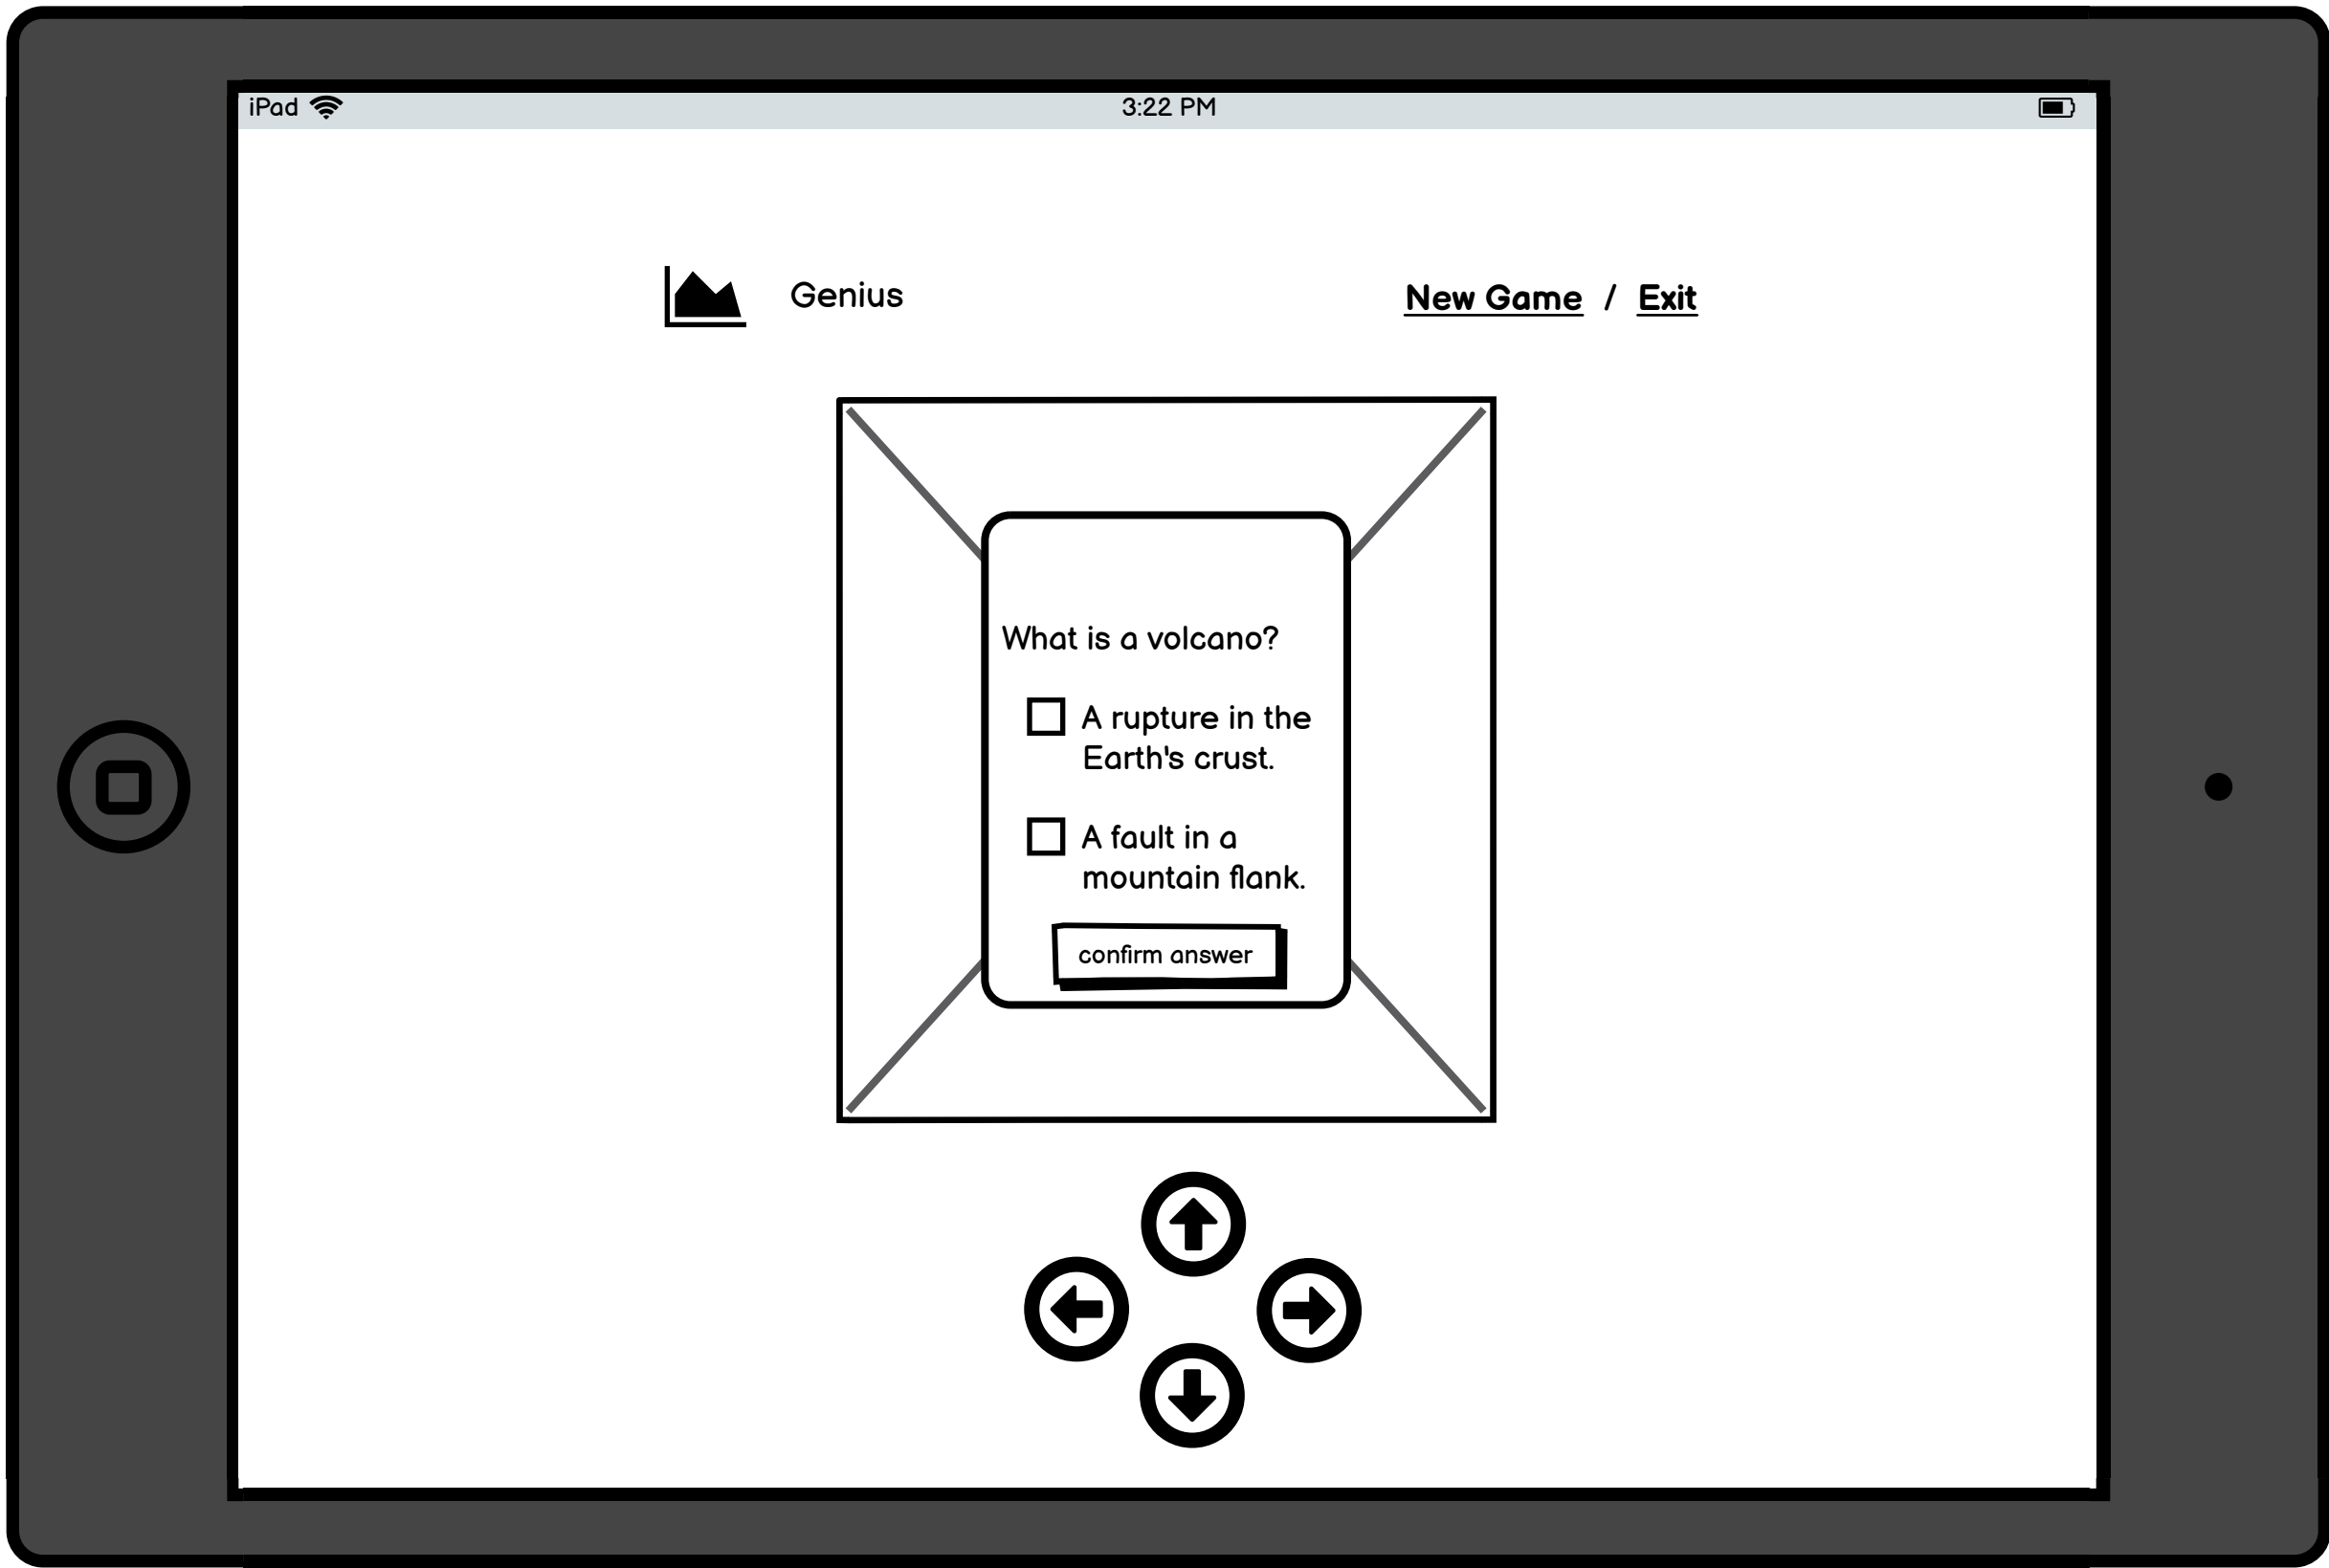 iPad
3:22 PM
Genius
New Game / Exit
What is a volcano?
A rupture in the
Earth's crust.
A fault in a
mountain flank.
confirm answer